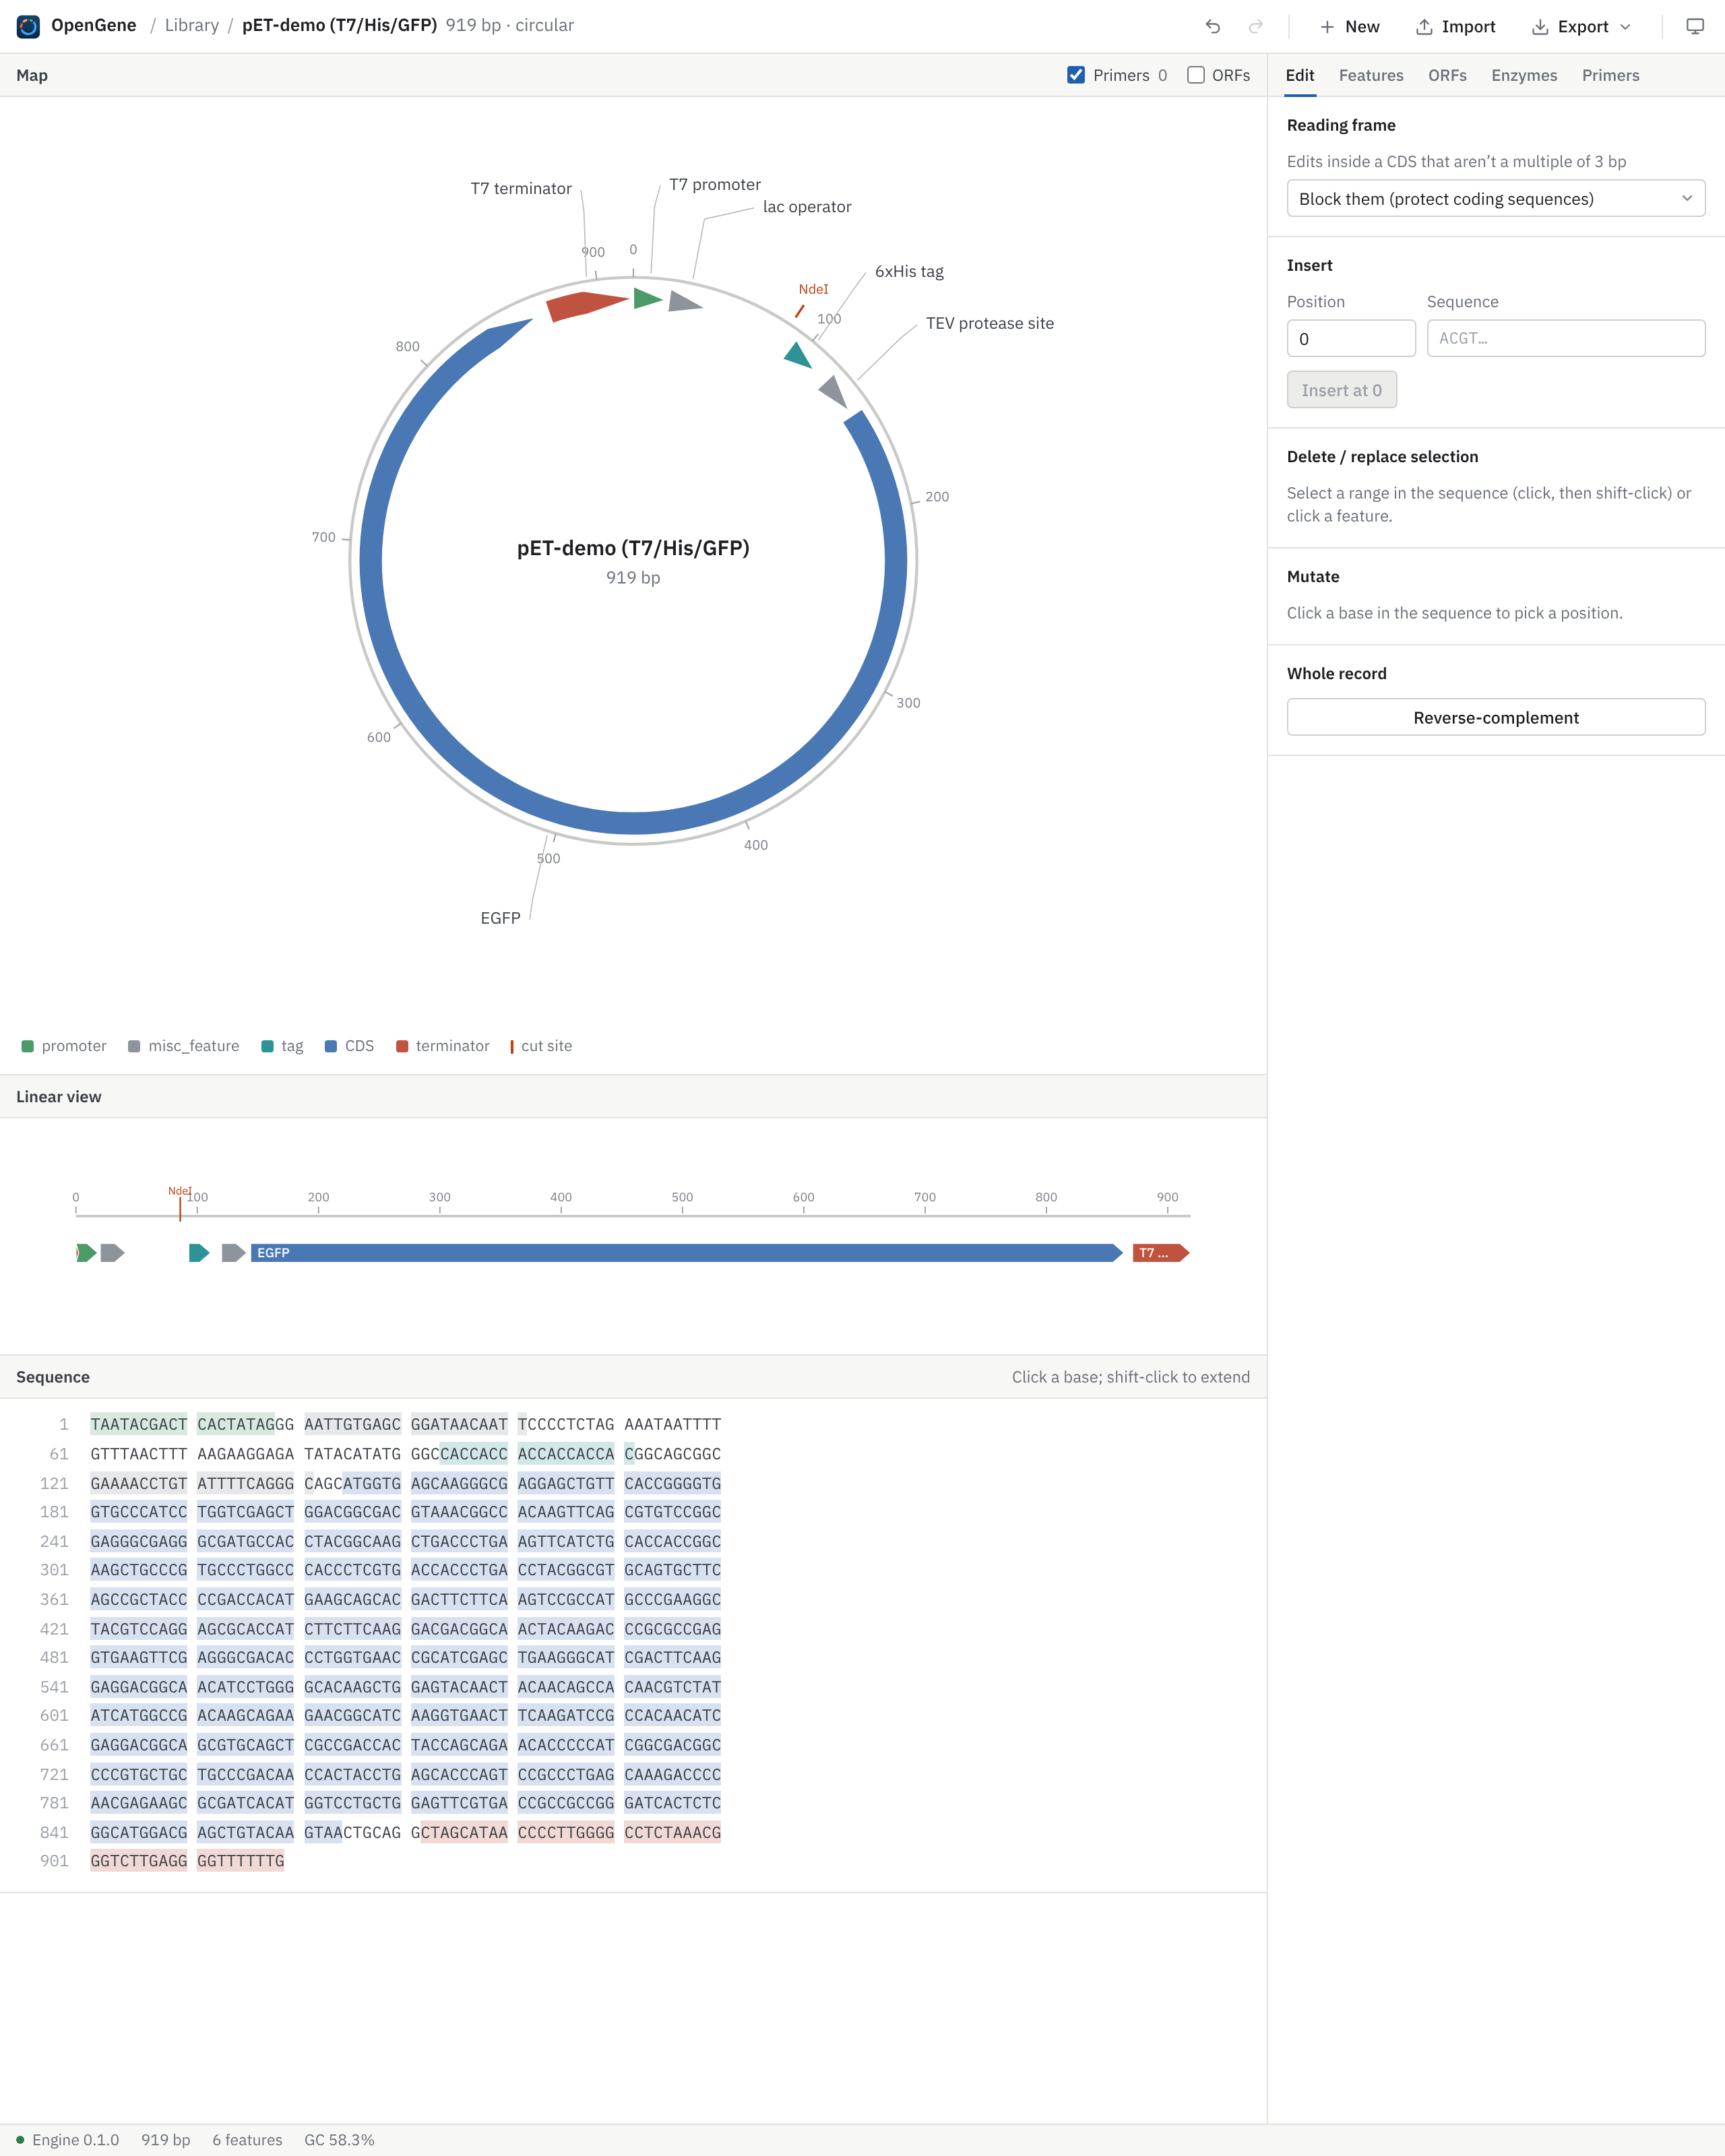 OpenGene / Library / pET-demo (T7/His/GFP) 919 bp · circular
New Import Export
Map
Primers 0 ORFs
Edit Features ORFs Enzymes Primers
T7 terminator
T7 promoter
lac operator
6xHis tag
TEV protease site
NdeI
900
0
100
200
300
400
500
600
700
800
EGFP
pET-demo (T7/His/GFP)
919 bp
promoter misc_feature tag CDS terminator cut site
Reading frame
Edits inside a CDS that aren’t a multiple of 3 bp
Block them (protect coding sequences)
Insert
Position Sequence
0 ACGT…
Insert at 0
Delete / replace selection
Select a range in the sequence (click, then shift-click) or
click a feature.
Mutate
Click a base in the sequence to pick a position.
Whole record
Reverse-complement
Linear view
0 NdeI 100 200 300 400 500 600 700 800 900
EGFP T7 ...
Sequence Click a base; shift-click to extend
1 TAATACGACT CACTATAGGG AATTGTGAGC GGATAACAAT TCCCCTCTAG AAATAATTTT
61 GTTTAACTTT AAGAAGGAGA TATACATATG GGCCACCACC ACCACCACCA CGGCAGCGGC
121 GAAAACCTGT ATTTTCAGGG CAGCATGGTG AGCAAGGGCG AGGAGCTGTT CACCGGGGTG
181 GTGCCCATCC TGGTCGAGCT GGACGGCGAC GTAAACGGCC ACAAGTTCAG CGTGTCCGGC
241 GAGGGCGAGG GCGATGCCAC CTACGGCAAG CTGACCCTGA AGTTCATCTG CACCACCGGC
301 AAGCTGCCCG TGCCCTGGCC CACCCTCGTG ACCACCCTGA CCTACGGCGT GCAGTGCTTC
361 AGCCGCTACC CCGACCACAT GAAGCAGCAC GACTTCTTCA AGTCCGCCAT GCCCGAAGGC
421 TACGTCCAGG AGCGCACCAT CTTCTTCAAG GACGACGGCA ACTACAAGAC CCGCGCCGAG
481 GTGAAGTTCG AGGGCGACAC CCTGGTGAAC CGCATCGAGC TGAAGGGCAT CGACTTCAAG
541 GAGGACGGCA ACATCCTGGG GCACAAGCTG GAGTACAACT ACAACAGCCA CAACGTCTAT
601 ATCATGGCCG ACAAGCAGAA GAACGGCATC AAGGTGAACT TCAAGATCCG CCACAACATC
661 GAGGACGGCA GCGTGCAGCT CGCCGACCAC TACCAGCAGA ACACCCCCAT CGGCGACGGC
721 CCCGTGCTGC TGCCCGACAA CCACTACCTG AGCACCCAGT CCGCCCTGAG CAAAGACCCC
781 AACGAGAAGC GCGATCACAT GGTCCTGCTG GAGTTCGTGA CCGCCGCCGG GATCACTCTC
841 GGCATGGACG AGCTGTACAA GTAACTGCAG GCTAGCATAA CCCCTTGGGG CCTCTAAACG
901 GGTCTTGAGG GGTTTTTTG
Engine 0.1.0 919 bp 6 features GC 58.3%